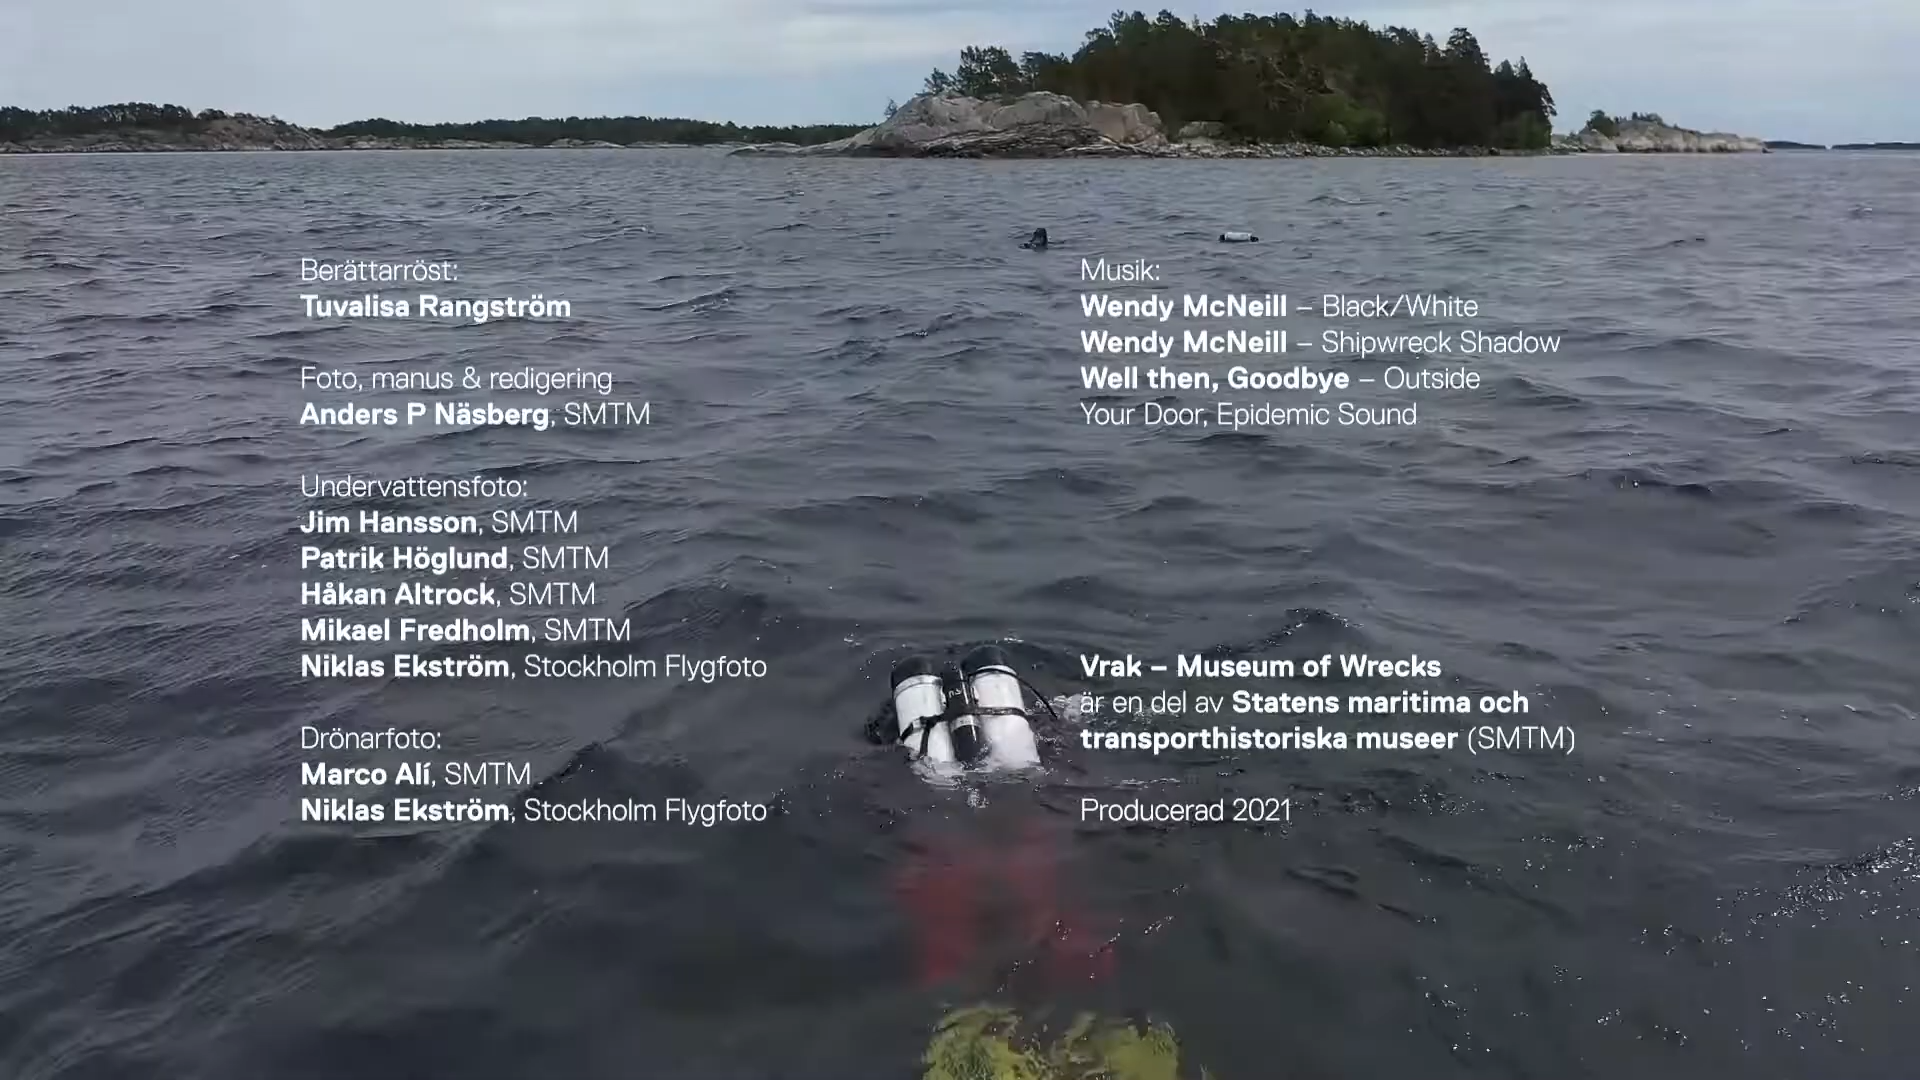 Berättarröst:
Tuvalisa Rangström
Foto, manus & redigering
Anders P Näsberg, SMTM
Undervattensfoto:
Jim Hansson, SMTM
Patrik Höglund, SMTM
Håkan Altrock, SMTM
Mikael Fredholm, SMTM
Niklas Ekström, Stockholm Flygfoto
Drönarfoto:
Marco Alí, SMTM
Niklas Ekström, Stockholm Flygfoto
Musik:
Wendy McNeill – Black/White
Wendy McNeill – Shipwreck Shadow
Well then, Goodbye – Outside
Your Door, Epidemic Sound
Vrak – Museum of Wrecks
är en del av Statens maritima och
transporthistoriska museer (SMTM)
Producerad 2021